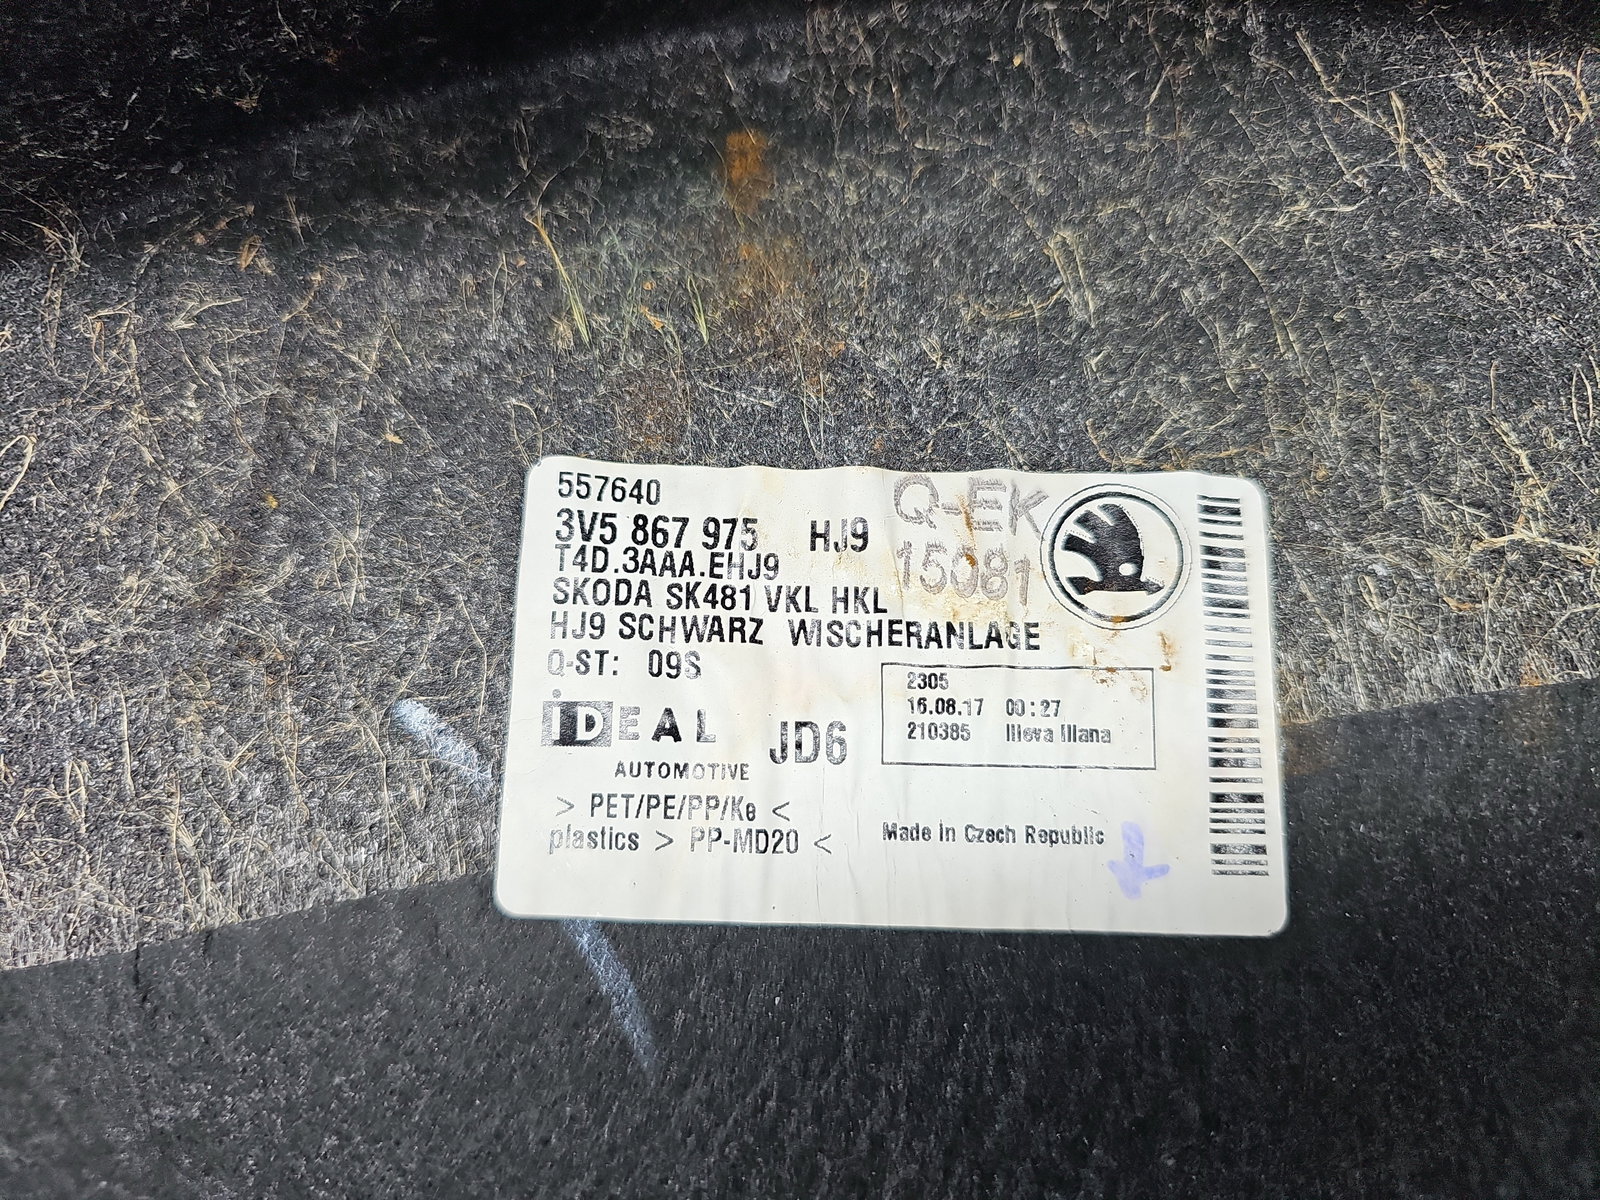 557640
3V5 867 975 HJ9
T4D.3AAA.EHJ9
SKODA SK481 VKL HKL
HJ9 SCHWARZ WISCHERANLAGE
Q-ST: 09S
Q-EK
15081
iDEAL
AUTOMOTIVE
JD6
2305
16.08.17 00:27
210385 Ilieva Iliana
> PET/PE/PP/Ke <
plastics > PP-MD20 <
Made in Czech Republic